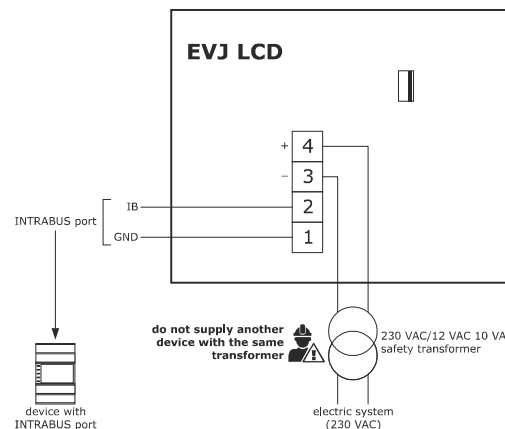 EVJ LCD
+ 4
− 3
IB 2
INTRABUS port
GND 1
do not supply another
device with the same
transformer
230 VAC/12 VAC 10 VA
safety transformer
device with
INTRABUS port
electric system
(230 VAC)